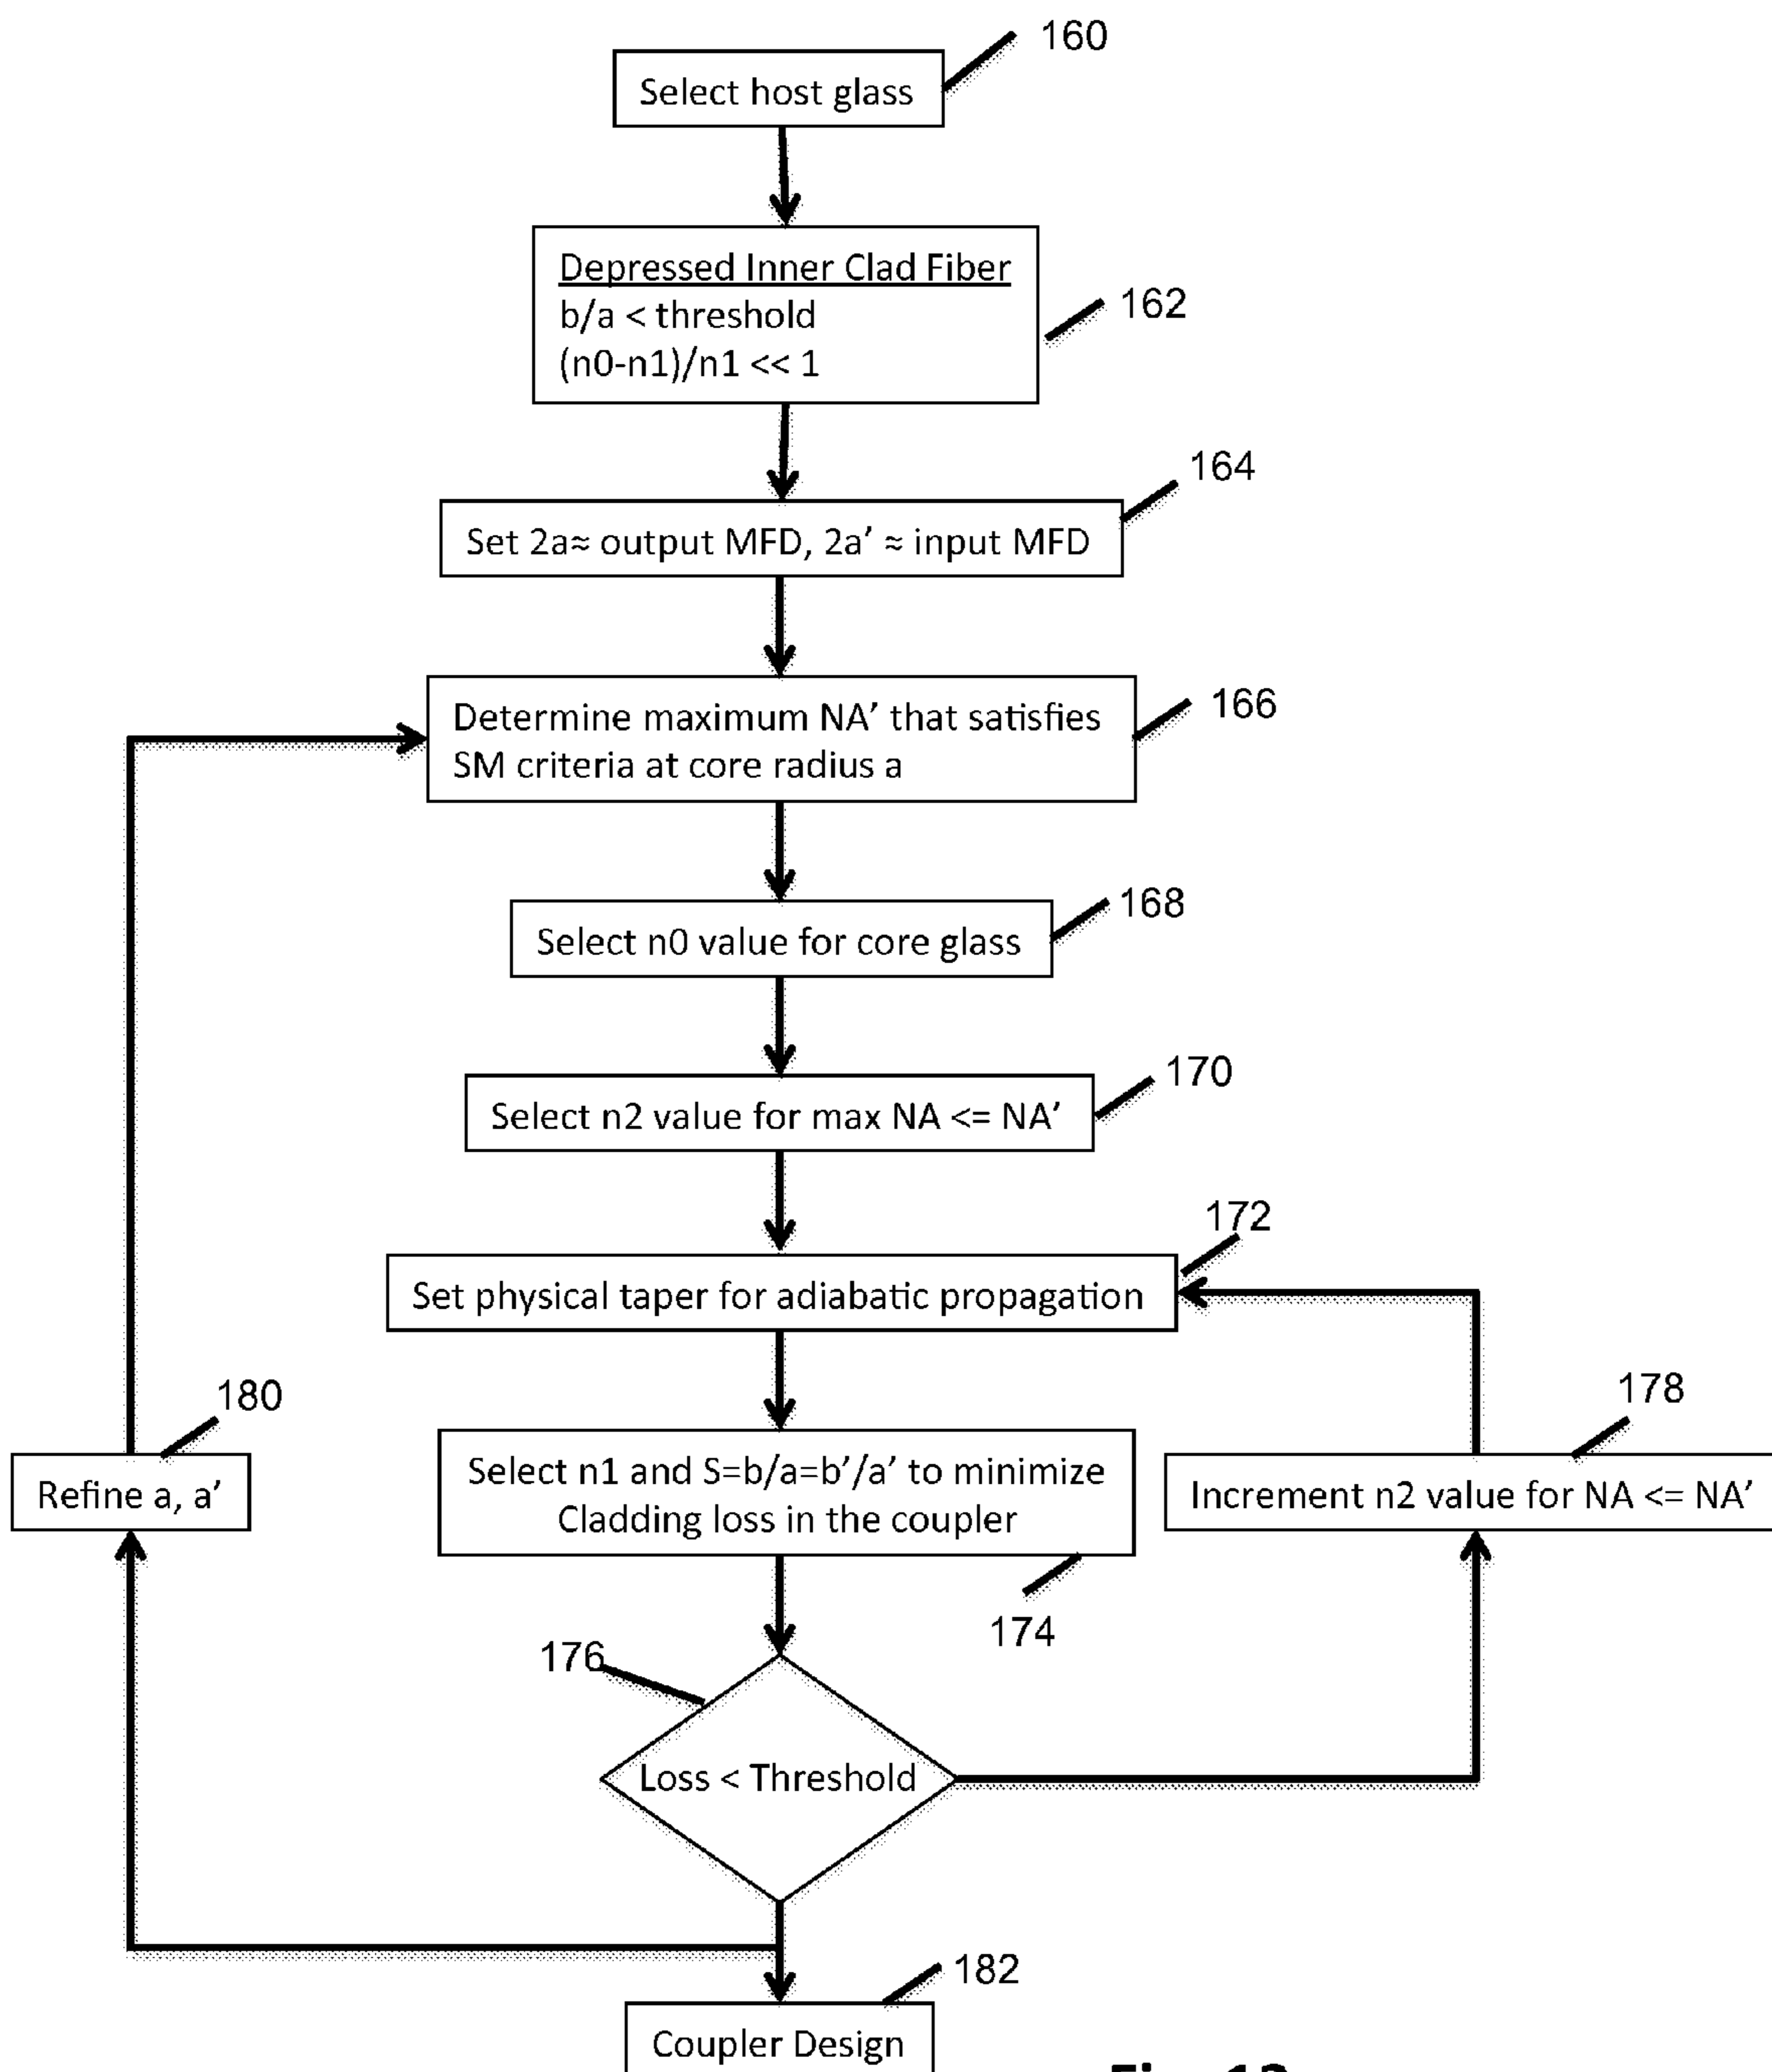 160
Select host glass
Depressed Inner Clad Fiber
b/a < threshold
(n0-n1)/n1 << 1
162
164
Set 2a≈ output MFD, 2a’ ≈ input MFD
Determine maximum NA’ that satisfies
SM criteria at core radius a
166
168
Select n0 value for core glass
170
Select n2 value for max NA <= NA’
172
Set physical taper for adiabatic propagation
180
178
Refine a, a’
Select n1 and S=b/a=b’/a’ to minimize
Cladding loss in the coupler
Increment n2 value for NA <= NA’
174
176
Loss < Threshold
182
Coupler Design